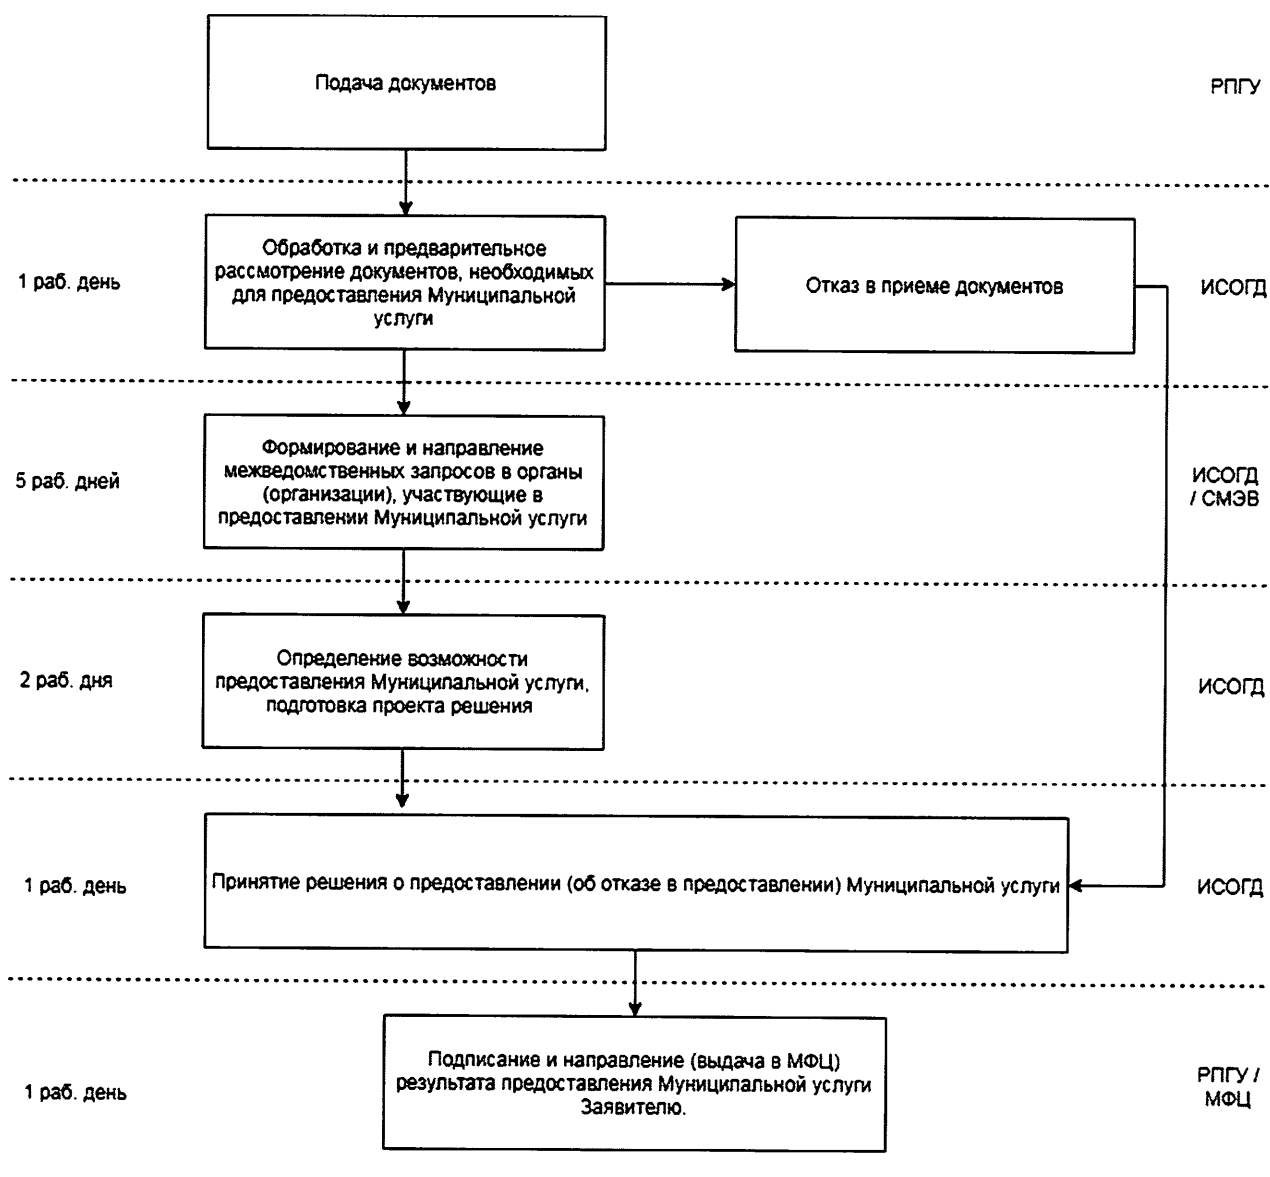 Подача документов
РПГУ
1 раб. день
Обработка и предварительное
рассмотрение документов, необходимых
для предоставления Муниципальной
услуги
Отказ в приеме документов
ИСОГД
5 раб. дней
Формирование и направление
межведомственных запросов в органы
(организации), участвующие в
предоставлении Муниципальной услуги
ИСОГД
/ СМЭВ
2 раб. дня
Определение возможности
предоставления Муниципальной услуги,
подготовка проекта решения
ИСОГД
1 раб. день
Принятие решения о предоставлении (об отказе в предоставлении) Муниципальной услуги
ИСОГД
1 раб. день
Подписание и направление (выдача в МФЦ)
результата предоставления Муниципальной услуги
Заявителю.
РПГУ /
МФЦ